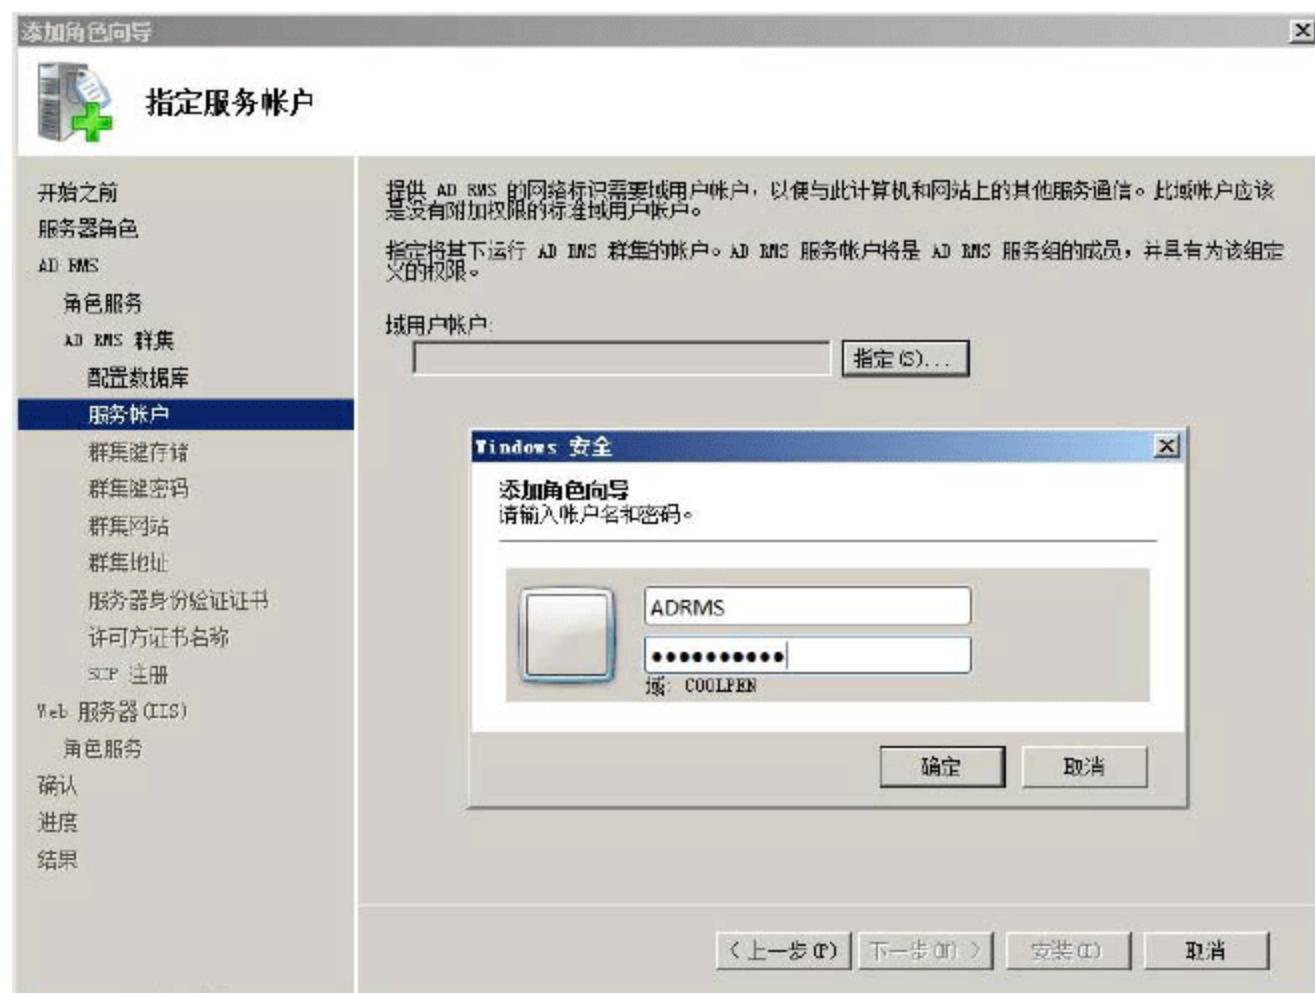 添加角色向导
指定服务帐户
开始之前
服务器角色
AD RMS
角色服务
AD RMS 群集
配置数据库
服务帐户
群集键存储
群集键密码
群集网站
群集地址
服务器身份验证证书
许可方证书名称
SCP 注册
Web 服务器(IIS)
角色服务
确认
进度
结果
提供 AD RMS 的网络标识需要域用户帐户，以便与此计算机和网站上的其他服务通信。此域帐户应该
是没有附加权限的标准域用户帐户。
指定将其下运行 AD RMS 群集的帐户。AD RMS 服务帐户将是 AD RMS 服务组的成员，并具有为该组定
义的权限。
域用户帐户:
指定(S)...
Windows 安全
添加角色向导
请输入帐户名和密码。
ADRMS
●●●●●●●●●●
域: COOLPEN
确定
取消
< 上一步(P)
下一步(N) >
安装(I)
取消